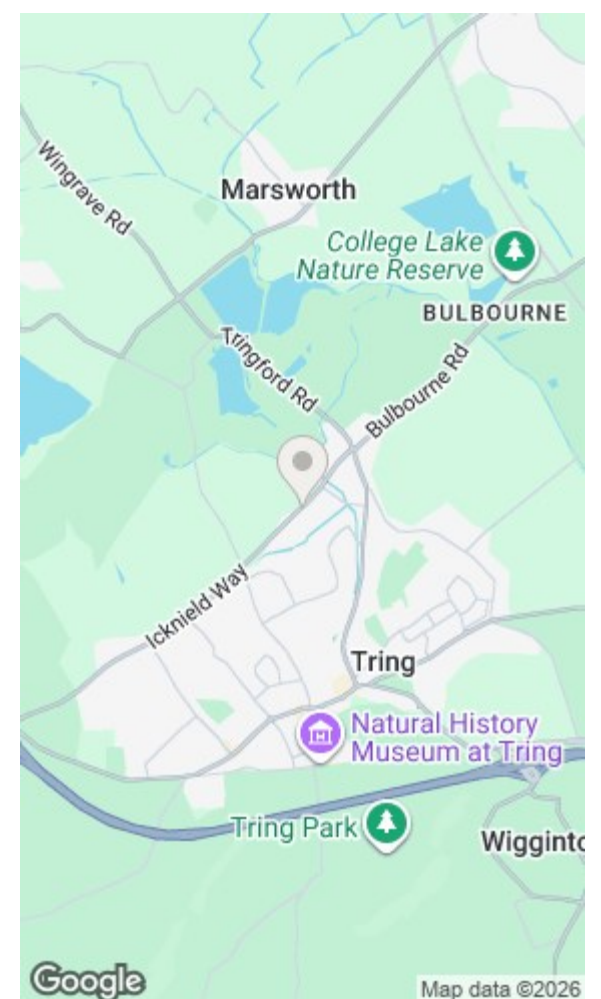 Wingrave Rd
Marsworth
College Lake
Nature Reserve
BULBOURNE
Tringford Rd
Bulbourne Rd
Icknield Way
Tring
Natural History
Museum at Tring
Tring Park
Wigginto
Google
Map data ©2026